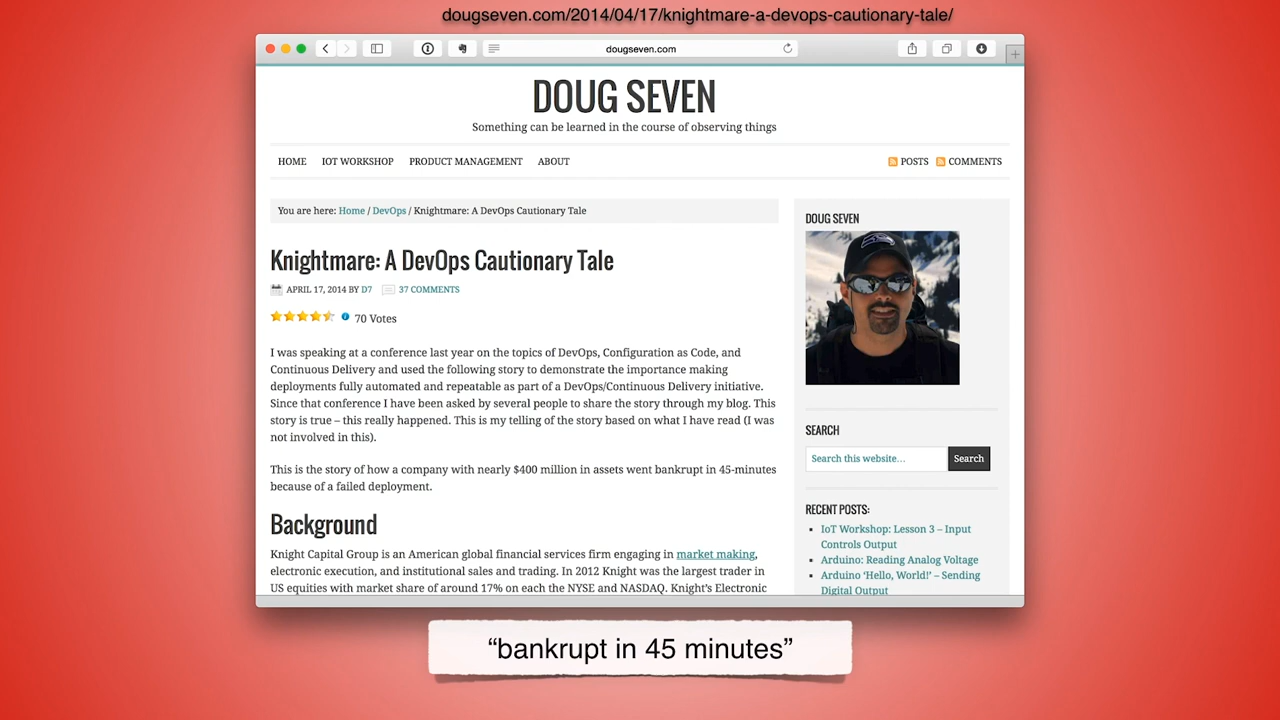 dougseven.com/2014/04/17/knightmare-a-devops-cautionary-tale/
dougseven.com
DOUG SEVEN
Something can be learned in the course of observing things
HOME IOT WORKSHOP PRODUCT MANAGEMENT ABOUT
POSTS COMMENTS
You are here: Home / DevOps / Knightmare: A DevOps Cautionary Tale
Knightmare: A DevOps Cautionary Tale
APRIL 17, 2014 BY D7 37 COMMENTS
70 Votes
I was speaking at a conference last year on the topics of DevOps, Configuration as Code, and
Continuous Delivery and used the following story to demonstrate the importance making
deployments fully automated and repeatable as part of a DevOps/Continuous Delivery initiative.
Since that conference I have been asked by several people to share the story through my blog. This
story is true – this really happened. This is my telling of the story based on what I have read (I was
not involved in this).
This is the story of how a company with nearly $400 million in assets went bankrupt in 45-minutes
because of a failed deployment.
Background
Knight Capital Group is an American global financial services firm engaging in market making,
electronic execution, and institutional sales and trading. In 2012 Knight was the largest trader in
US equities with market share of around 17% on each the NYSE and NASDAQ. Knight’s Electronic
DOUG SEVEN
SEARCH
Search this website…
Search
RECENT POSTS:
IoT Workshop: Lesson 3 – Input
Controls Output
Arduino: Reading Analog Voltage
Arduino ‘Hello, World!’ – Sending
Digital Output
“bankrupt in 45 minutes”